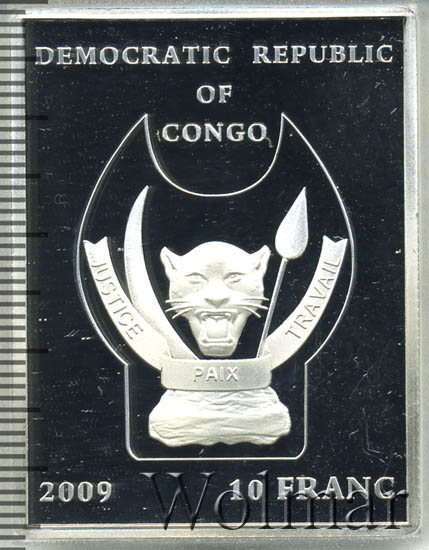 DEMOCRATIC REPUBLIC
OF
CONGO
JUSTICE
PAIX
TRAVAIL
2009 10 FRANC
Wolmar